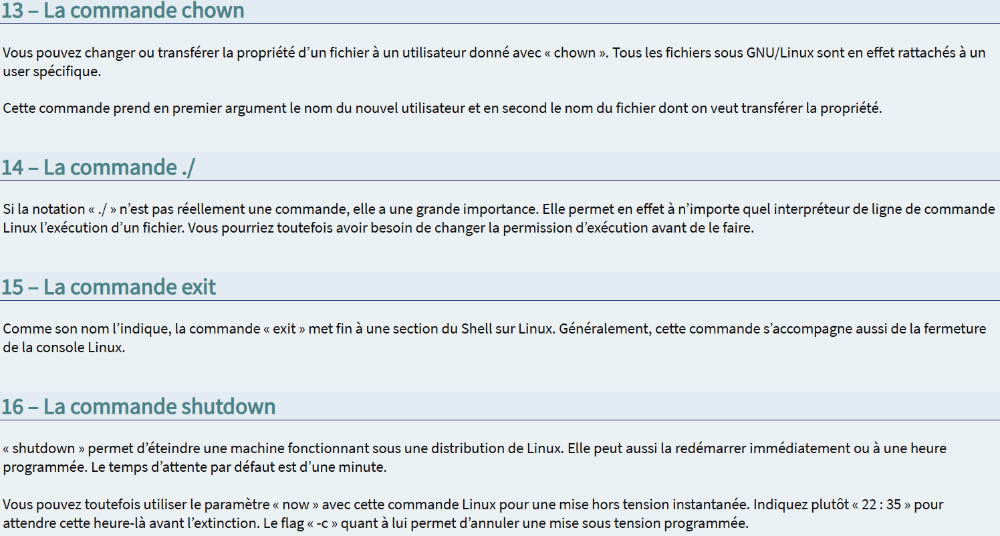 13 – La commande chown
Vous pouvez changer ou transférer la propriété d’un fichier à un utilisateur donné avec « chown ». Tous les fichiers sous GNU/Linux sont en effet rattachés à un
user spécifique.
Cette commande prend en premier argument le nom du nouvel utilisateur et en second le nom du fichier dont on veut transférer la propriété.
14 – La commande ./
Si la notation « ./ » n’est pas réellement une commande, elle a une grande importance. Elle permet en effet à n’importe quel interpréteur de ligne de commande
Linux l’exécution d’un fichier. Vous pourriez toutefois avoir besoin de changer la permission d’exécution avant de le faire.
15 – La commande exit
Comme son nom l’indique, la commande « exit » met fin à une section du Shell sur Linux. Généralement, cette commande s’accompagne aussi de la fermeture
de la console Linux.
16 – La commande shutdown
« shutdown » permet d’éteindre une machine fonctionnant sous une distribution de Linux. Elle peut aussi la redémarrer immédiatement ou à une heure
programmée. Le temps d’attente par défaut est d’une minute.
Vous pouvez toutefois utiliser le paramètre « now » avec cette commande Linux pour une mise hors tension instantanée. Indiquez plutôt « 22 : 35 » pour
attendre cette heure-là avant l’extinction. Le flag « -c » quant à lui permet d’annuler une mise sous tension programmée.